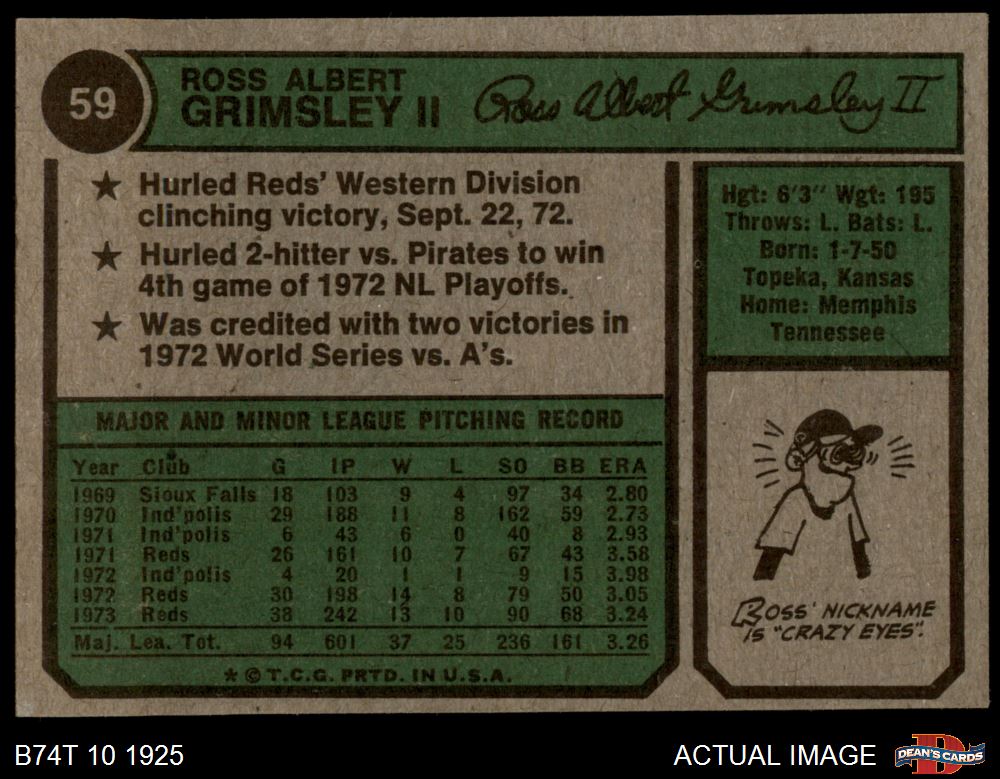 59
ROSS ALBERT
GRIMSLEY II
Ross Albert Grimsley II
★ Hurled Reds' Western Division
clinching victory, Sept. 22, 72.
★ Hurled 2-hitter vs. Pirates to win
4th game of 1972 NL Playoffs.
★ Was credited with two victories in
1972 World Series vs. A's.
Hgt: 6'3" Wgt: 195
Throws: L. Bats: L.
Born: 1-7-50
Topeka, Kansas
Home: Memphis
Tennessee
MAJOR AND MINOR LEAGUE PITCHING RECORD
Year Club G IP W L SO BB ERA
1969 Sioux Falls 18 103 9 4 97 34 2.80
1970 Ind'polis 29 188 11 8 162 59 2.73
1971 Ind'polis 6 43 6 0 40 8 2.93
1971 Reds 26 161 10 7 67 43 3.58
1972 Ind'polis 4 20 1 1 9 15 3.98
1972 Reds 30 198 14 8 79 50 3.05
1973 Reds 38 242 13 10 90 68 3.24
Maj. Lea. Tot. 94 601 37 25 236 161 3.26
★ © T.C.G. PRTD. IN U.S.A.
ROSS' NICKNAME
IS "CRAZY EYES".
B74T 10 1925
ACTUAL IMAGE
DEAN'S CARDS